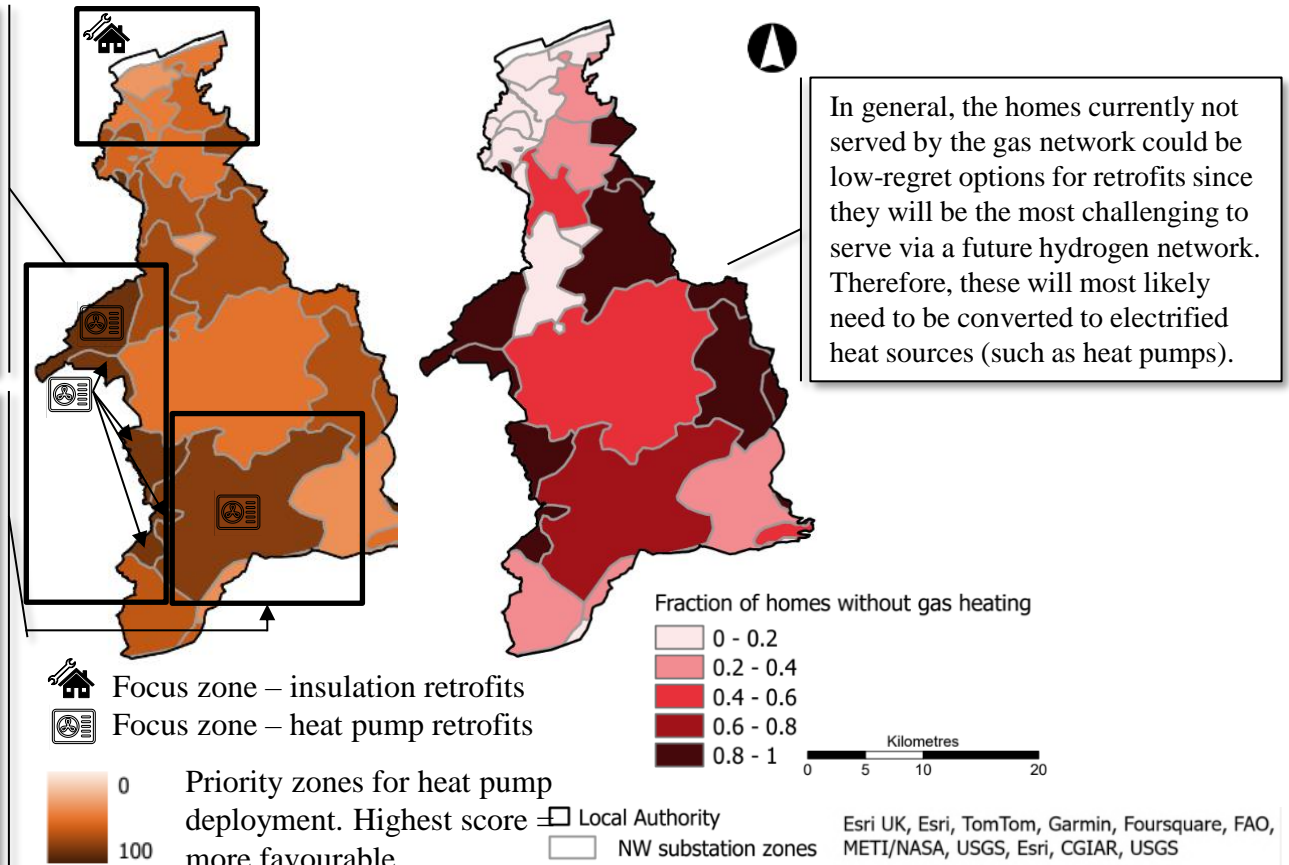 In general, the homes currently not
served by the gas network could be
low-regret options for retrofits since
they will be the most challenging to
serve via a future hydrogen network.
Therefore, these will most likely
need to be converted to electrified
heat sources (such as heat pumps).
Fraction of homes without gas heating
0 - 0.2
0.2 - 0.4
0.4 - 0.6
0.6 - 0.8
0.8 - 1
Kilometres
0 5 10 20
Focus zone – insulation retrofits
Focus zone – heat pump retrofits
0
100
Priority zones for heat pump
deployment. Highest score =
more favourable
Local Authority
NW substation zones
Esri UK, Esri, TomTom, Garmin, Foursquare, FAO,
METI/NASA, USGS, Esri, CGIAR, USGS